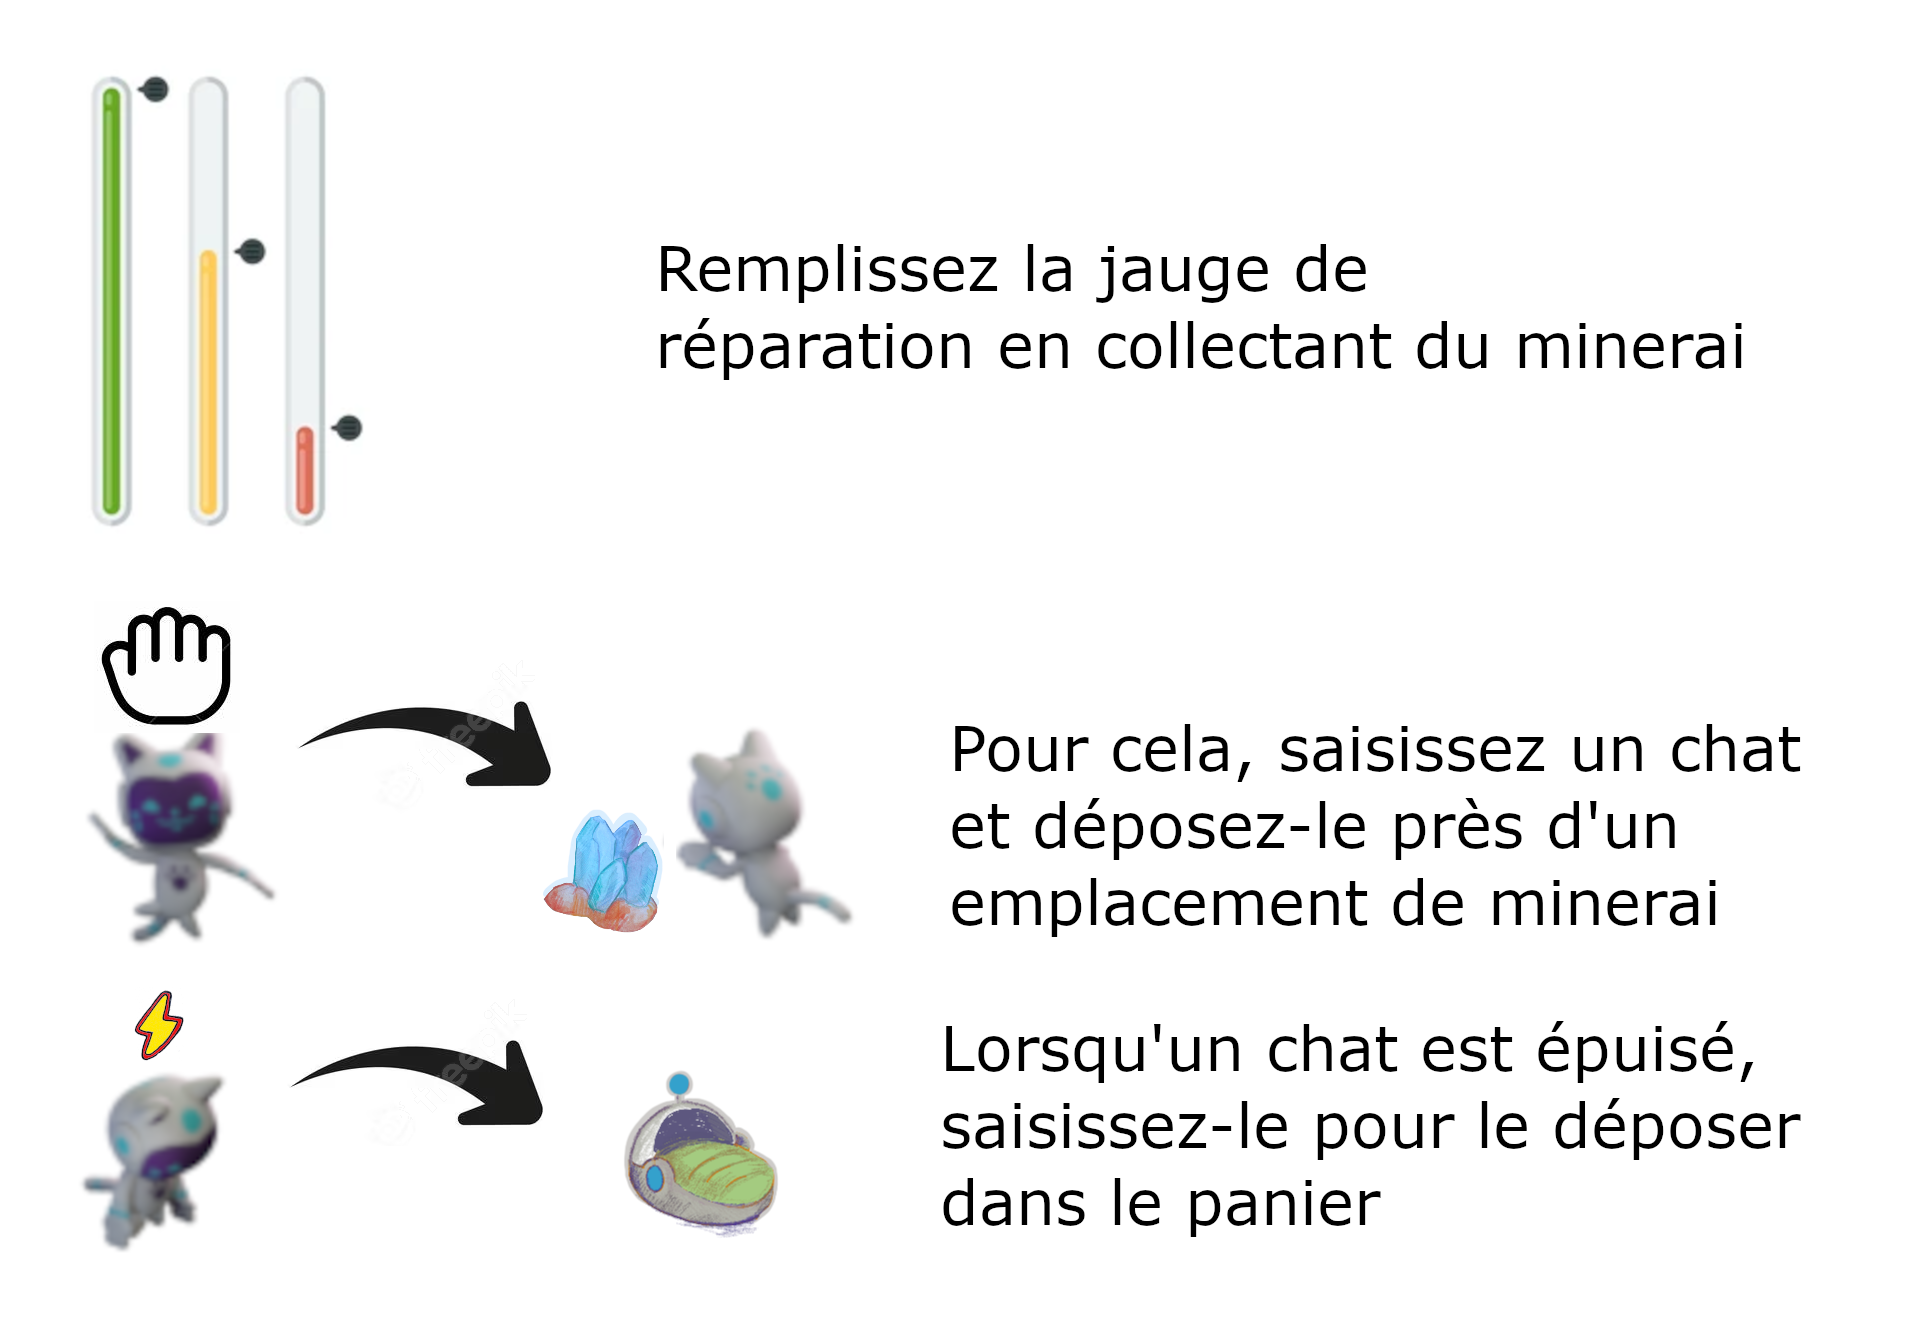 Remplissez la jauge de
réparation en collectant du minerai
Pour cela, saisissez un chat
et déposez-le près d'un
emplacement de minerai
Lorsqu'un chat est épuisé,
saisissez-le pour le déposer
dans le panier